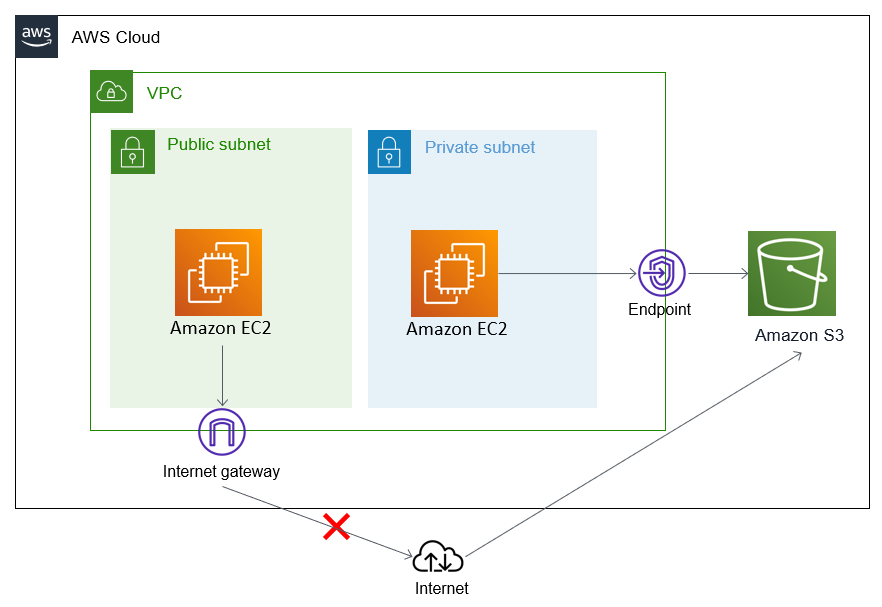 aws
AWS Cloud
VPC
Public subnet
Private subnet
Amazon EC2
Amazon EC2
Endpoint
Amazon S3
Internet gateway
Internet